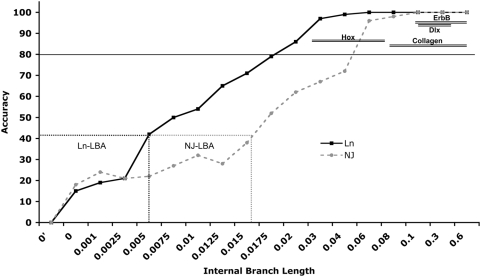 100
90
80
70
60
50
40
30
20
10
0
Accuracy
ErbB
Dlx
Hox
Collagen
Ln-LBA
NJ-LBA
Ln
NJ
0'
0
0.001
0.0025
0.005
0.0075
0.01
0.0125
0.015
0.0175
0.02
0.03
0.04
0.06
0.08
0.1
0.3
0.6
Internal Branch Length